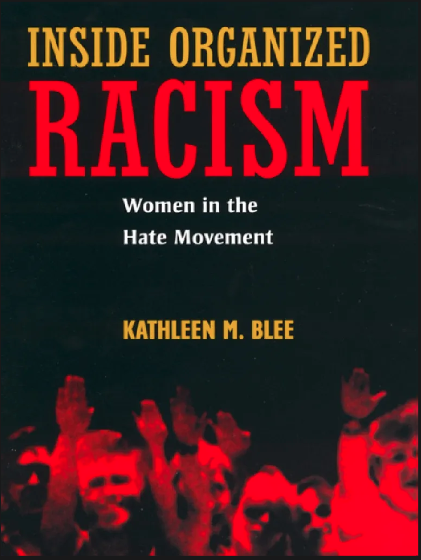 INSIDE ORGANIZED
RACISM
Women in the
Hate Movement
KATHLEEN M. BLEE